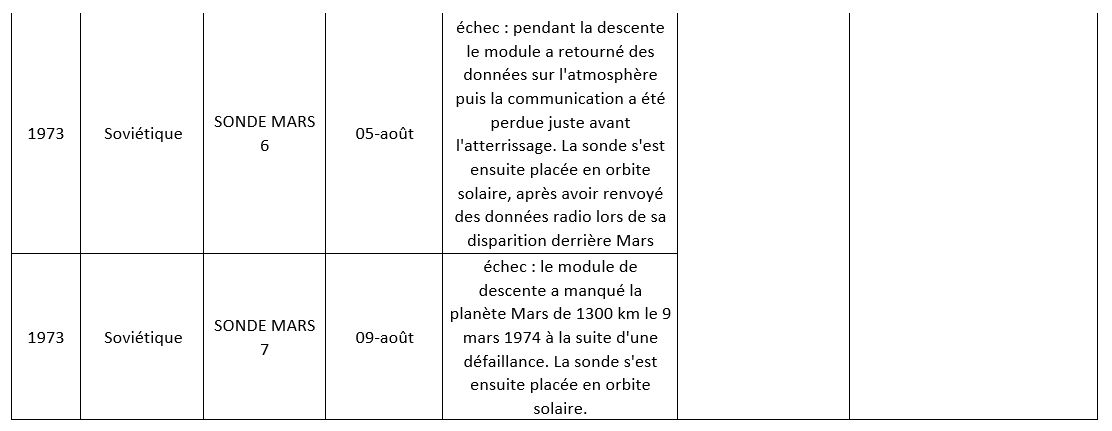 1973
Soviétique
SONDE MARS
6
05-août
échec : pendant la descente
le module a retourné des
données sur l'atmosphère
puis la communication a été
perdue juste avant
l'atterrissage. La sonde s'est
ensuite placée en orbite
solaire, après avoir renvoyé
des données radio lors de sa
disparition derrière Mars
1973
Soviétique
SONDE MARS
7
09-août
échec : le module de
descente a manqué la
planète Mars de 1300 km le 9
mars 1974 à la suite d'une
défaillance. La sonde s'est
ensuite placée en orbite
solaire.